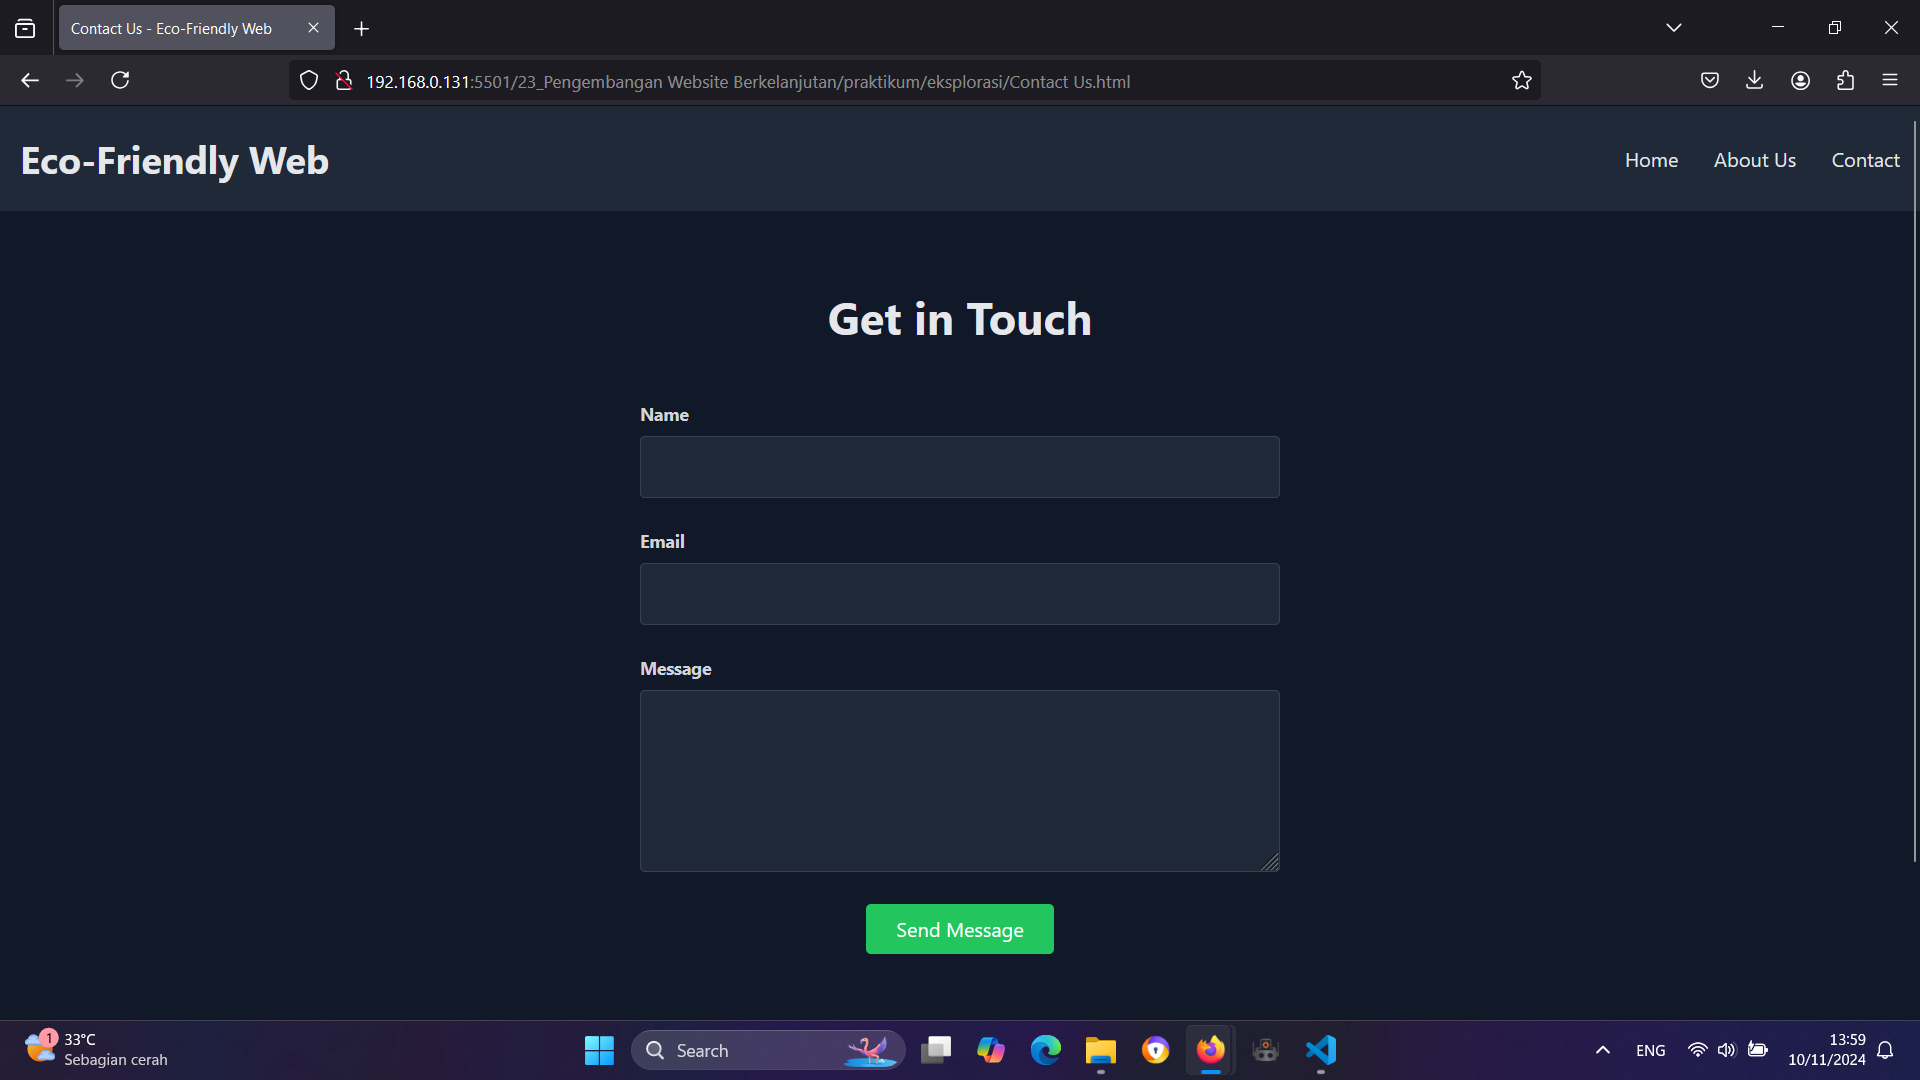 Contact Us - Eco-Friendly Web
192.168.0.131:5501/23_Pengembangan Website Berkelanjutan/praktikum/eksplorasi/Contact Us.html
Eco-Friendly Web
Home
About Us
Contact
Get in Touch
Name
Email
Message
Send Message
1
33°C
Sebagian cerah
Search
ENG
13:59
10/11/2024